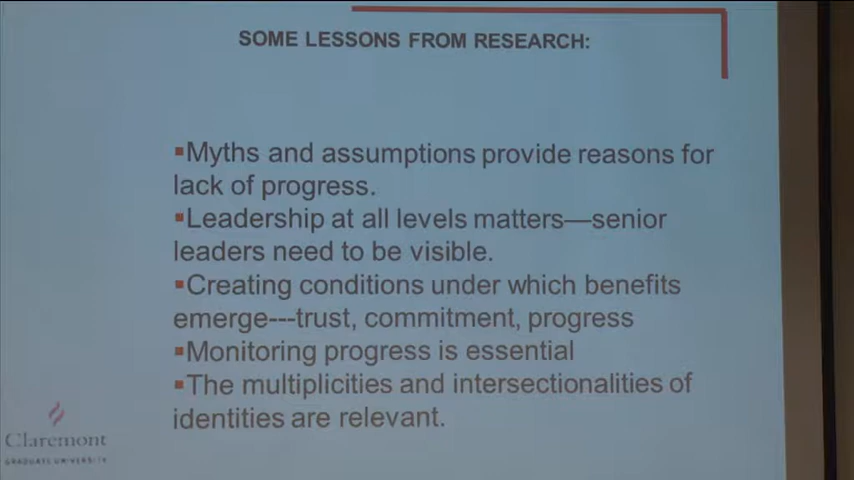 SOME LESSONS FROM RESEARCH:
▪Myths and assumptions provide reasons for
lack of progress.
▪Leadership at all levels matters—senior
leaders need to be visible.
▪Creating conditions under which benefits
emerge---trust, commitment, progress
▪Monitoring progress is essential
▪The multiplicities and intersectionalities of
identities are relevant.
Claremont
GRADUATE UNIVERSITY